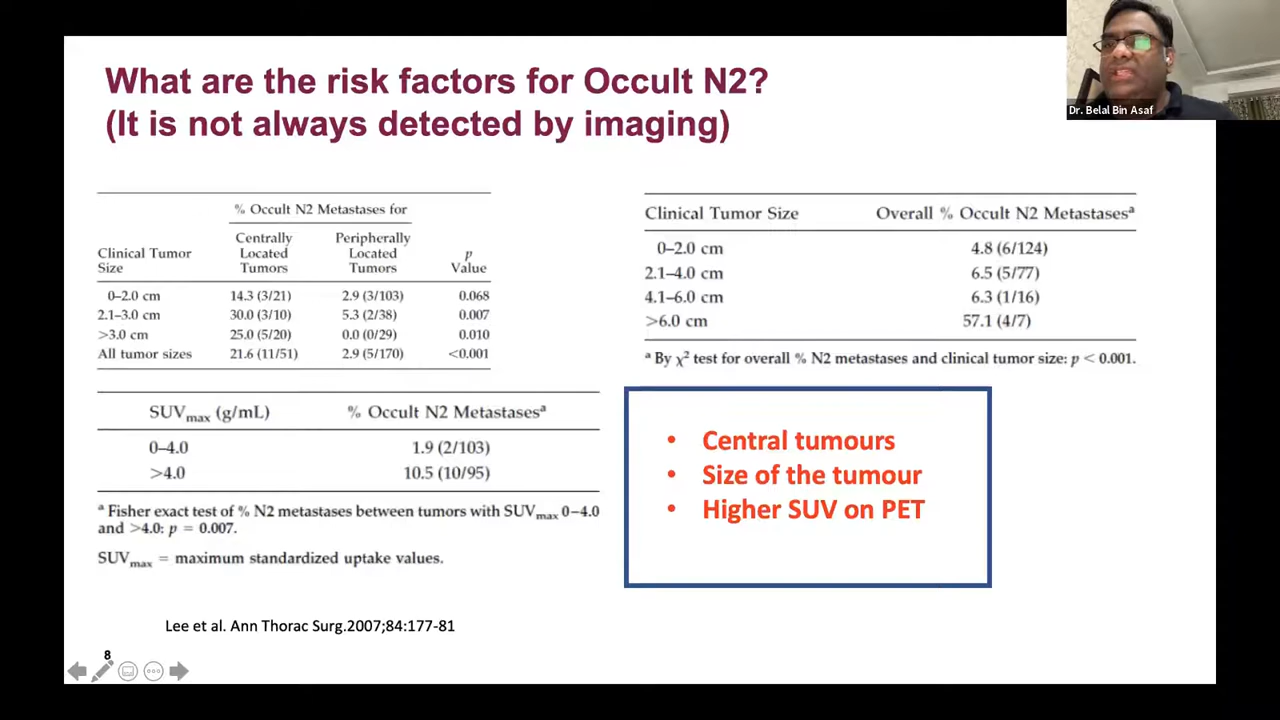 What are the risk factors for Occult N2?
(It is not always detected by imaging)
Dr. Belal Bin Asaf
% Occult N2 Metastases for
Clinical Tumor Size
Centrally Located Tumors
Peripherally Located Tumors
p Value
0–2.0 cm 14.3 (3/21) 2.9 (3/103) 0.068
2.1–3.0 cm 30.0 (3/10) 5.3 (2/38) 0.007
>3.0 cm 25.0 (5/20) 0.0 (0/29) 0.010
All tumor sizes 21.6 (11/51) 2.9 (5/170) <0.001
SUVmax (g/mL) % Occult N2 Metastasesa
0–4.0 1.9 (2/103)
>4.0 10.5 (10/95)
a Fisher exact test of % N2 metastases between tumors with SUVmax 0–4.0
and >4.0: p = 0.007.
SUVmax = maximum standardized uptake values.
Clinical Tumor Size Overall % Occult N2 Metastasesa
0–2.0 cm 4.8 (6/124)
2.1–4.0 cm 6.5 (5/77)
4.1–6.0 cm 6.3 (1/16)
>6.0 cm 57.1 (4/7)
a By χ2 test for overall % N2 metastases and clinical tumor size: p < 0.001.
• Central tumours
• Size of the tumour
• Higher SUV on PET
Lee et al. Ann Thorac Surg.2007;84:177-81
8